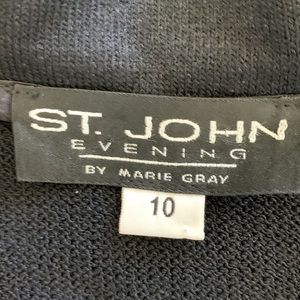 ST. JOHN
EVENING
BY MARIE GRAY
10